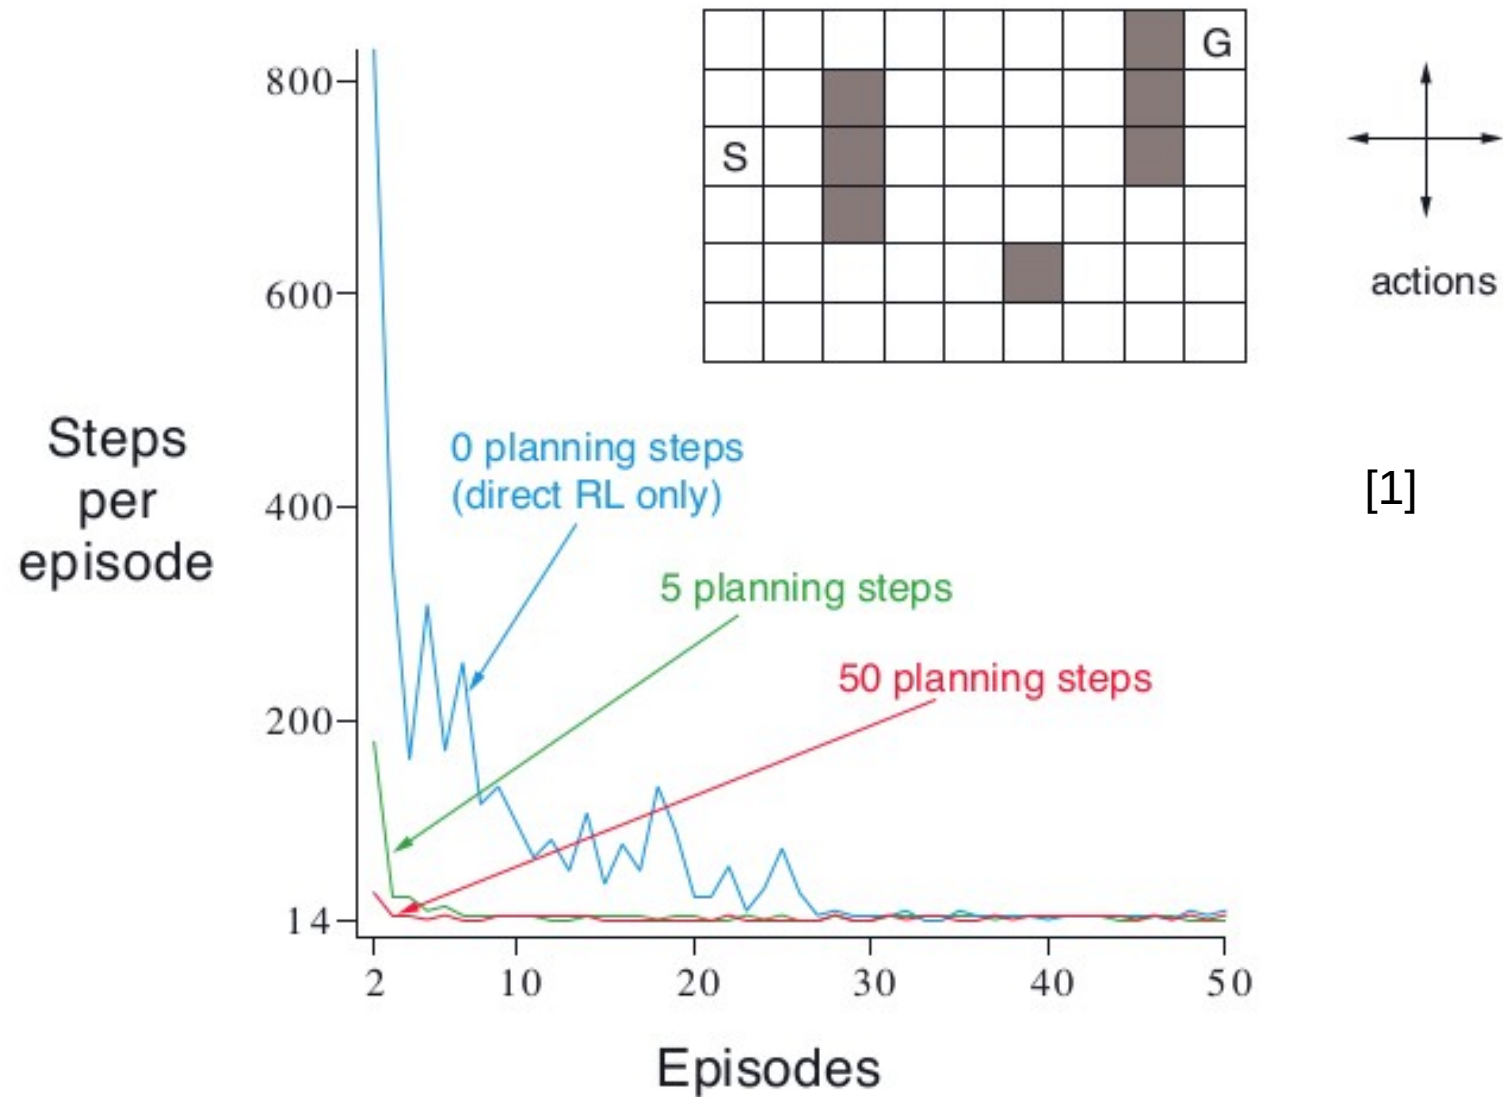 G
S
actions
800
600
400
200
14
Steps
per
episode
0 planning steps
(direct RL only)
5 planning steps
50 planning steps
[1]
2 10 20 30 40 50
Episodes